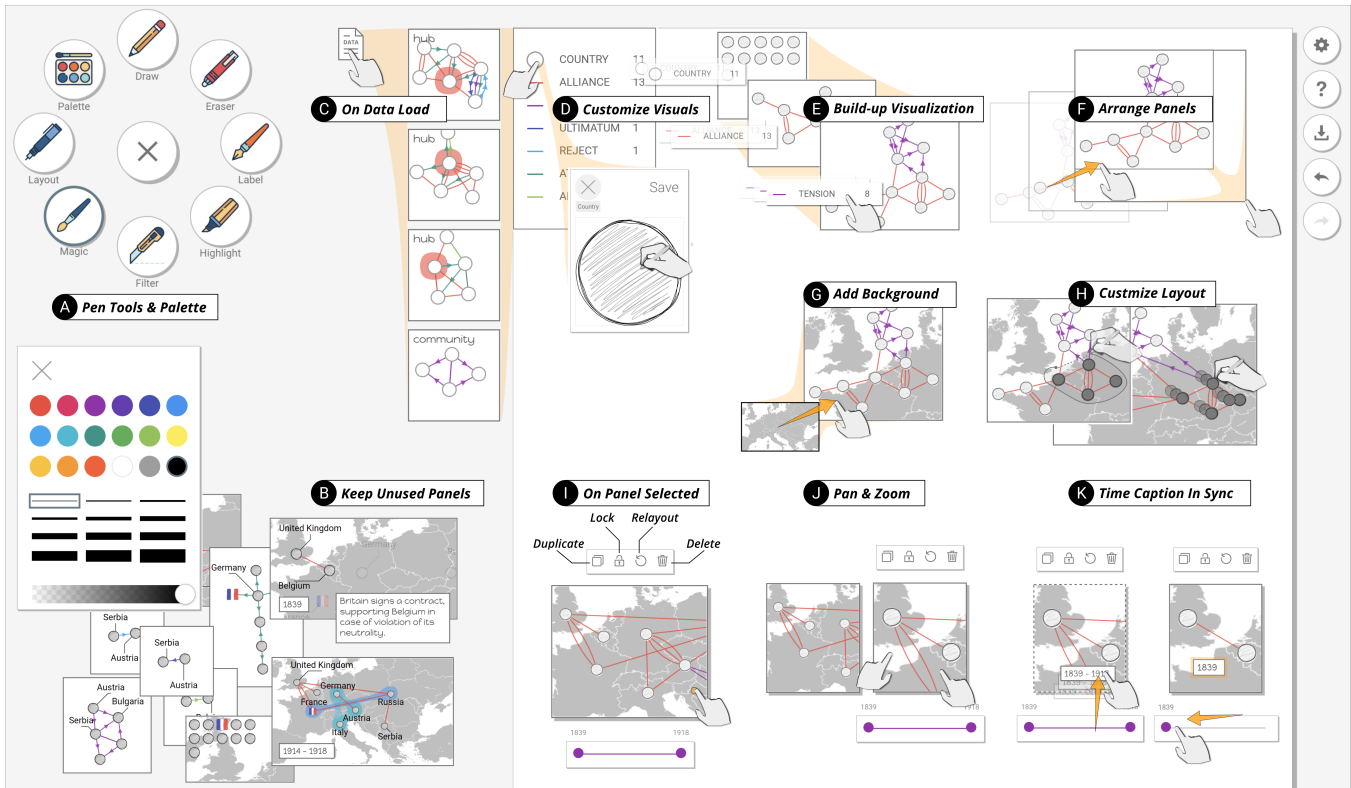 Draw
Palette
Eraser
Layout
Label
Magic
Highlight
Filter
A Pen Tools & Palette
DATA
C On Data Load
hub
hub
hub
community
COUNTRY 11
ALLIANCE 13
ULTIMATUM 1
REJECT 1
D Customize Visuals
Country
Save
COUNTRY 11
ALLIANCE 13
TENSION 8
E Build-up Visualization
F Arrange Panels
G Add Background
H Custmize Layout
B Keep Unused Panels
United Kingdom
Germany
Belgium
1839
Britain signs a contract,
supporting Belgium in
case of violation of its
neutrality.
Germany
Serbia
Austria
Serbia
Austria
Austria
Bulgaria
Serbia
United Kingdom
Germany
France
Russia
Austria
Italy
Serbia
1914 - 1918
I On Panel Selected
Lock
Relayout
Duplicate
Delete
1839
1918
J Pan & Zoom
1839
1918
K Time Caption In Sync
1839
1839
1839